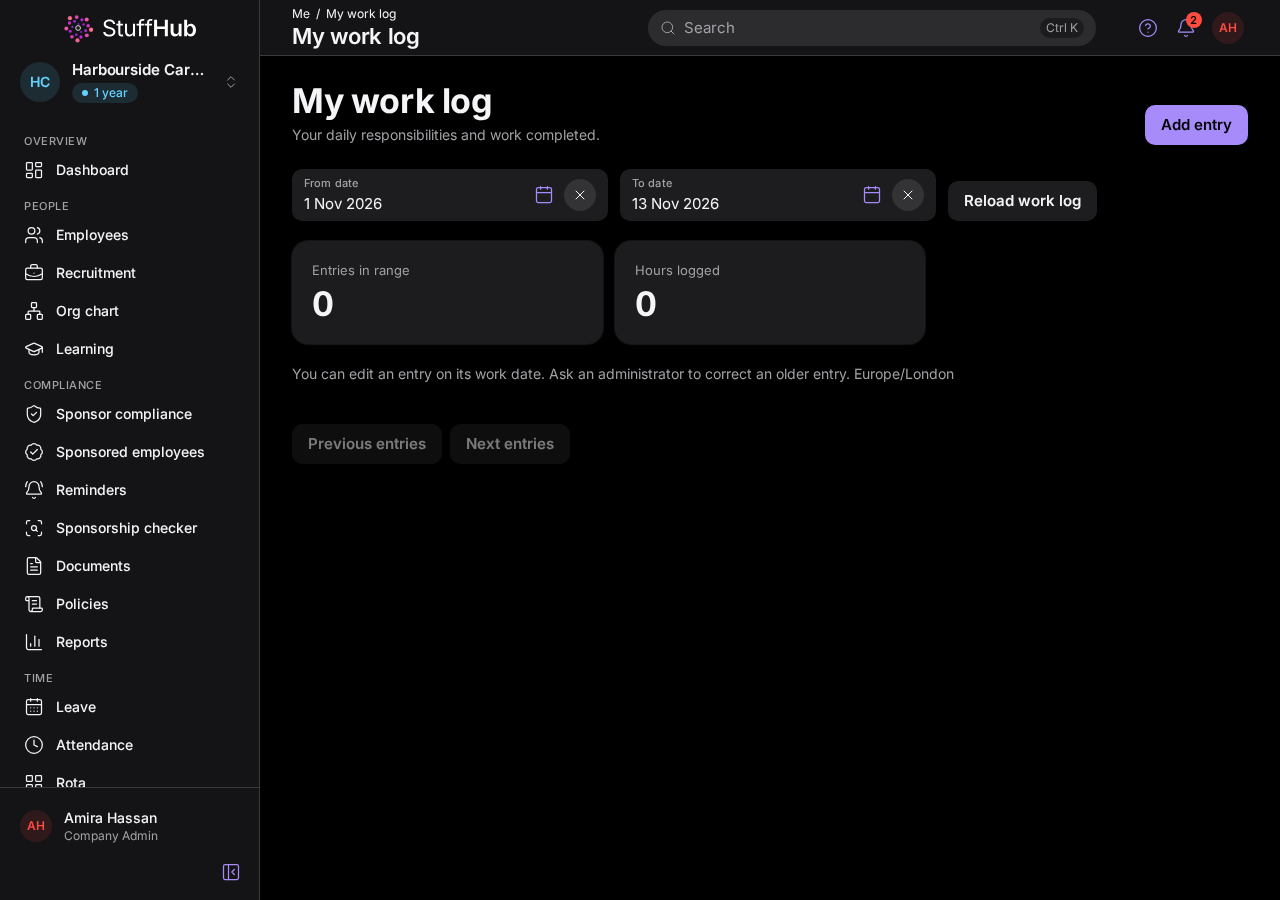 StuffHub
HC
Harbourside Car...
1 year
OVERVIEW
Dashboard
PEOPLE
Employees
Recruitment
Org chart
Learning
COMPLIANCE
Sponsor compliance
Sponsored employees
Reminders
Sponsorship checker
Documents
Policies
Reports
TIME
Leave
Attendance
Rota
AH
Amira Hassan
Company Admin
Me / My work log
My work log
Search
Ctrl K
2
AH
My work log
Your daily responsibilities and work completed.
Add entry
From date
1 Nov 2026
To date
13 Nov 2026
Reload work log
Entries in range
0
Hours logged
0
You can edit an entry on its work date. Ask an administrator to correct an older entry. Europe/London
Previous entries
Next entries